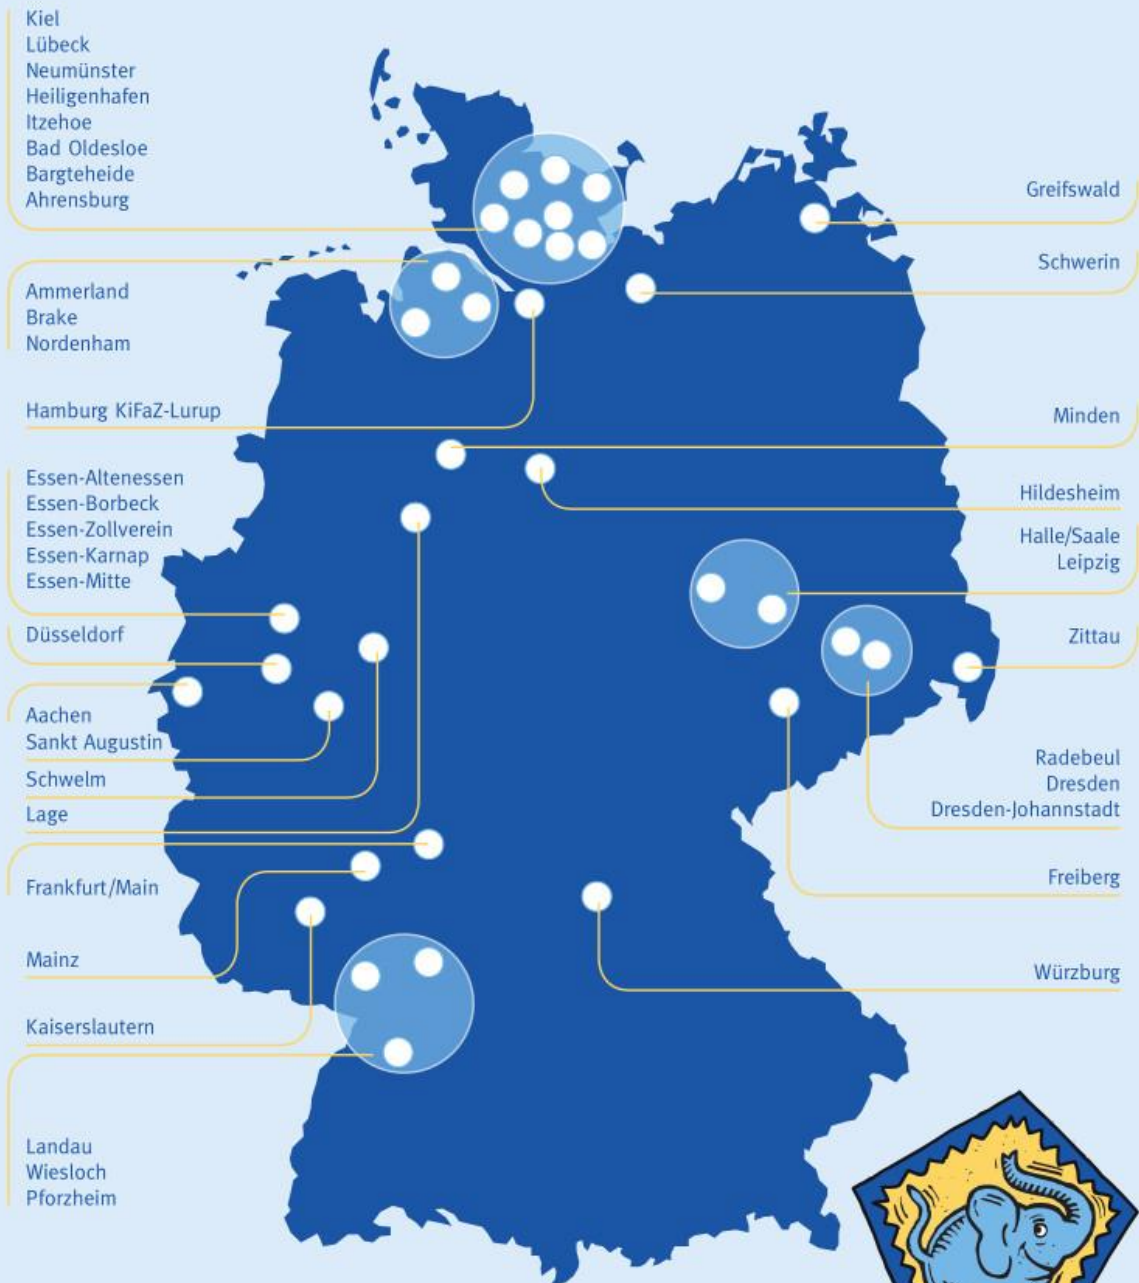 Kiel
Lübeck
Neumünster
Heiligenhafen
Itzehoe
Bad Oldesloe
Bargteheide
Ahrensburg
Ammerland
Brake
Nordenham
Hamburg KiFaZ-Lurup
Essen-Altenessen
Essen-Borbeck
Essen-Zollverein
Essen-Karnap
Essen-Mitte
Düsseldorf
Aachen
Sankt Augustin
Schwelm
Lage
Frankfurt/Main
Mainz
Kaiserslautern
Landau
Wiesloch
Pforzheim
Greifswald
Schwerin
Minden
Hildesheim
Halle/Saale
Leipzig
Zittau
Radebeul
Dresden
Dresden-Johannstadt
Freiberg
Würzburg